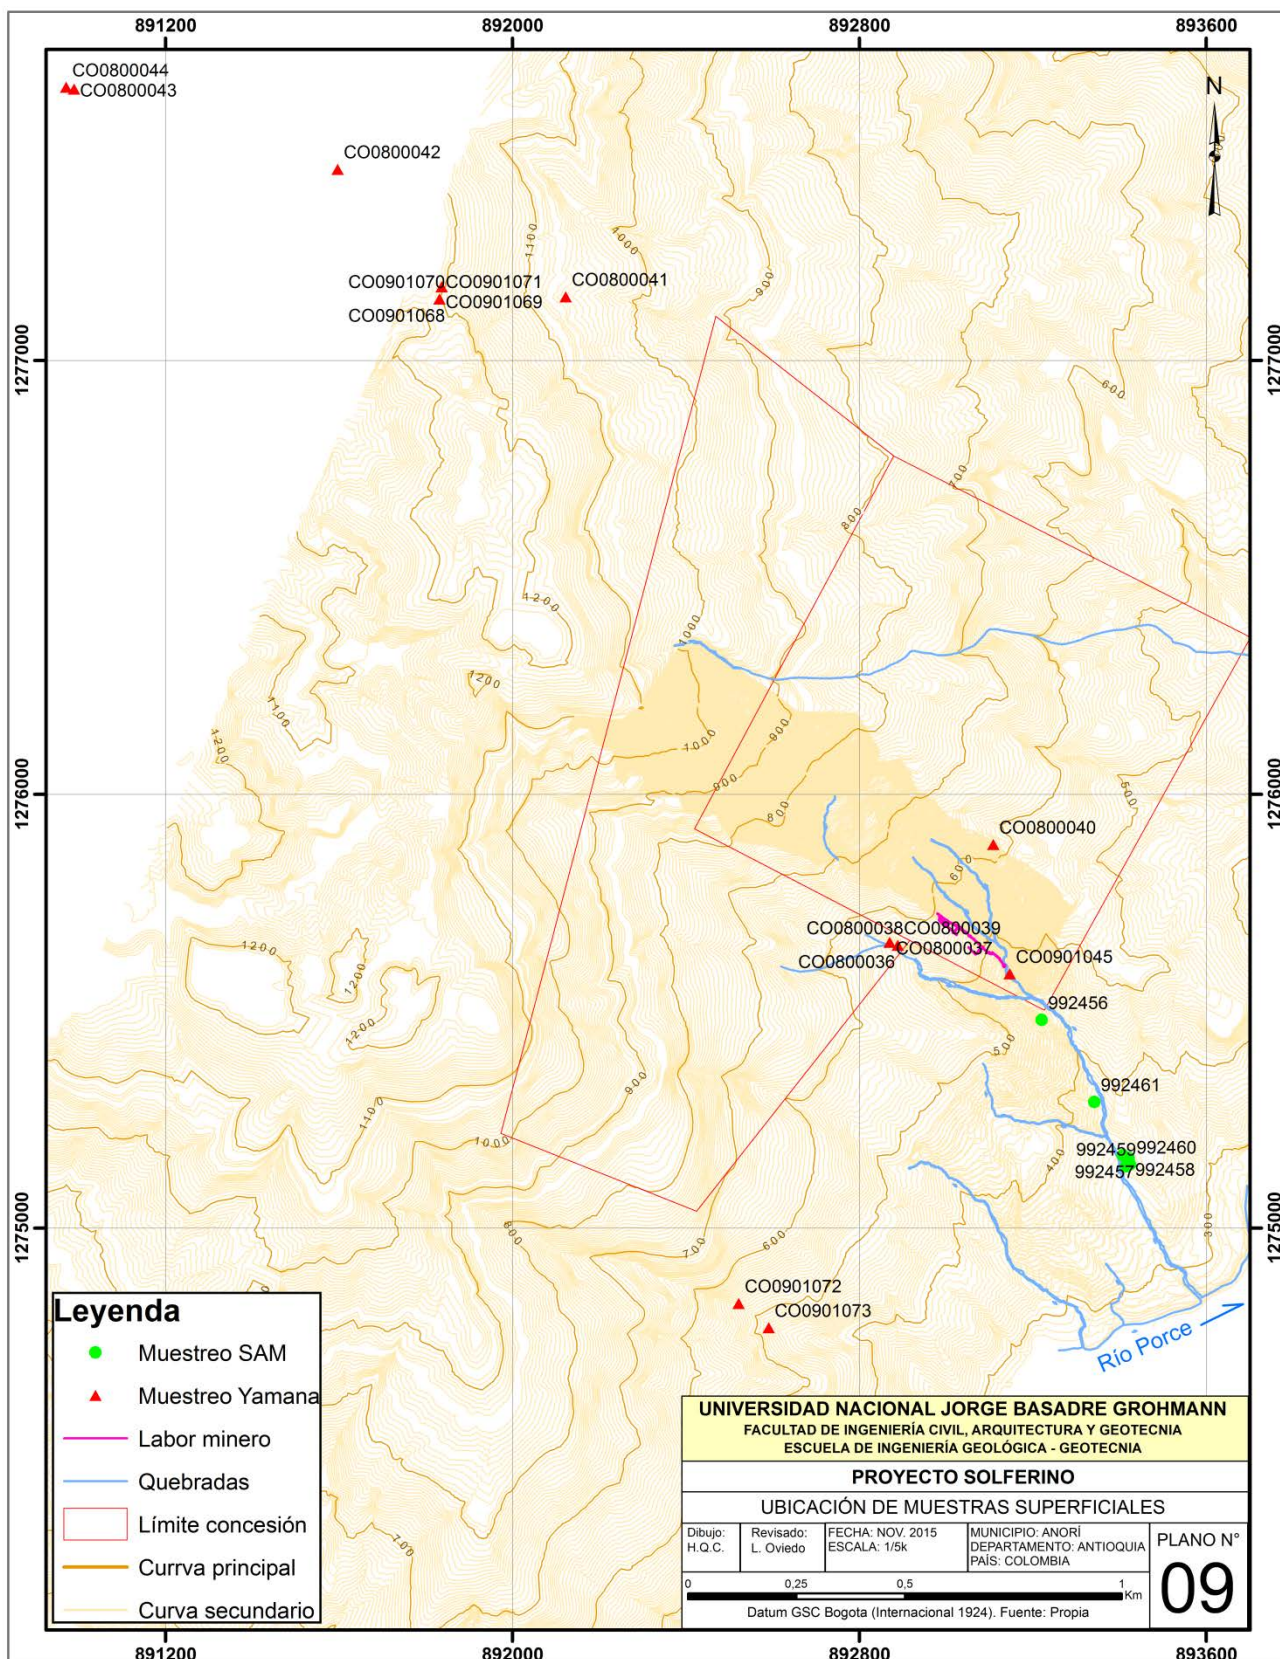 891200 892000 892800 893600
CO0800044
CO0800043
N
CO0800042
CO0901070 CO0901071
CO0800041
CO0901069
CO0901068
1277000 1277000
1100
1000
900
600
700
800
1200
1000
1200
1100
1200
1000
900
900
800
500
1276000 1276000
CO0800040
600
CO0800038 CO0800039
CO0800037
CO0800036
CO0901045
1200
1200
1200
992456
500
900
992461
1100
1000
992459 992460
992457 992458
400
1275000 1275000
600
700
600
300
CO0901072
CO0901073
Río Porce
700
Leyenda
Muestreo SAM
Muestreo Yamana
Labor minero
Quebradas
Límite concesión
Currva principal
Curva secundario
UNIVERSIDAD NACIONAL JORGE BASADRE GROHMANN
FACULTAD DE INGENIERÍA CIVIL, ARQUITECTURA Y GEOTECNIA
ESCUELA DE INGENIERÍA GEOLÓGICA - GEOTECNIA
PROYECTO SOLFERINO
UBICACIÓN DE MUESTRAS SUPERFICIALES
Dibujo:
H.Q.C.
Revisado:
L. Oviedo
FECHA: NOV. 2015
ESCALA: 1/5k
MUNICIPIO: ANORÍ
DEPARTAMENTO: ANTIOQUIA
PAÍS: COLOMBIA
PLANO N°
09
0 0,25 0,5 1
Km
Datum GSC Bogota (Internacional 1924). Fuente: Propia
891200 892000 892800 893600